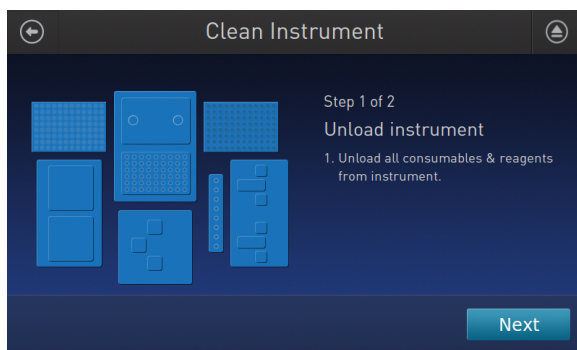 Clean Instrument
Step 1 of 2
Unload instrument
1. Unload all consumables & reagents
from instrument.
Next